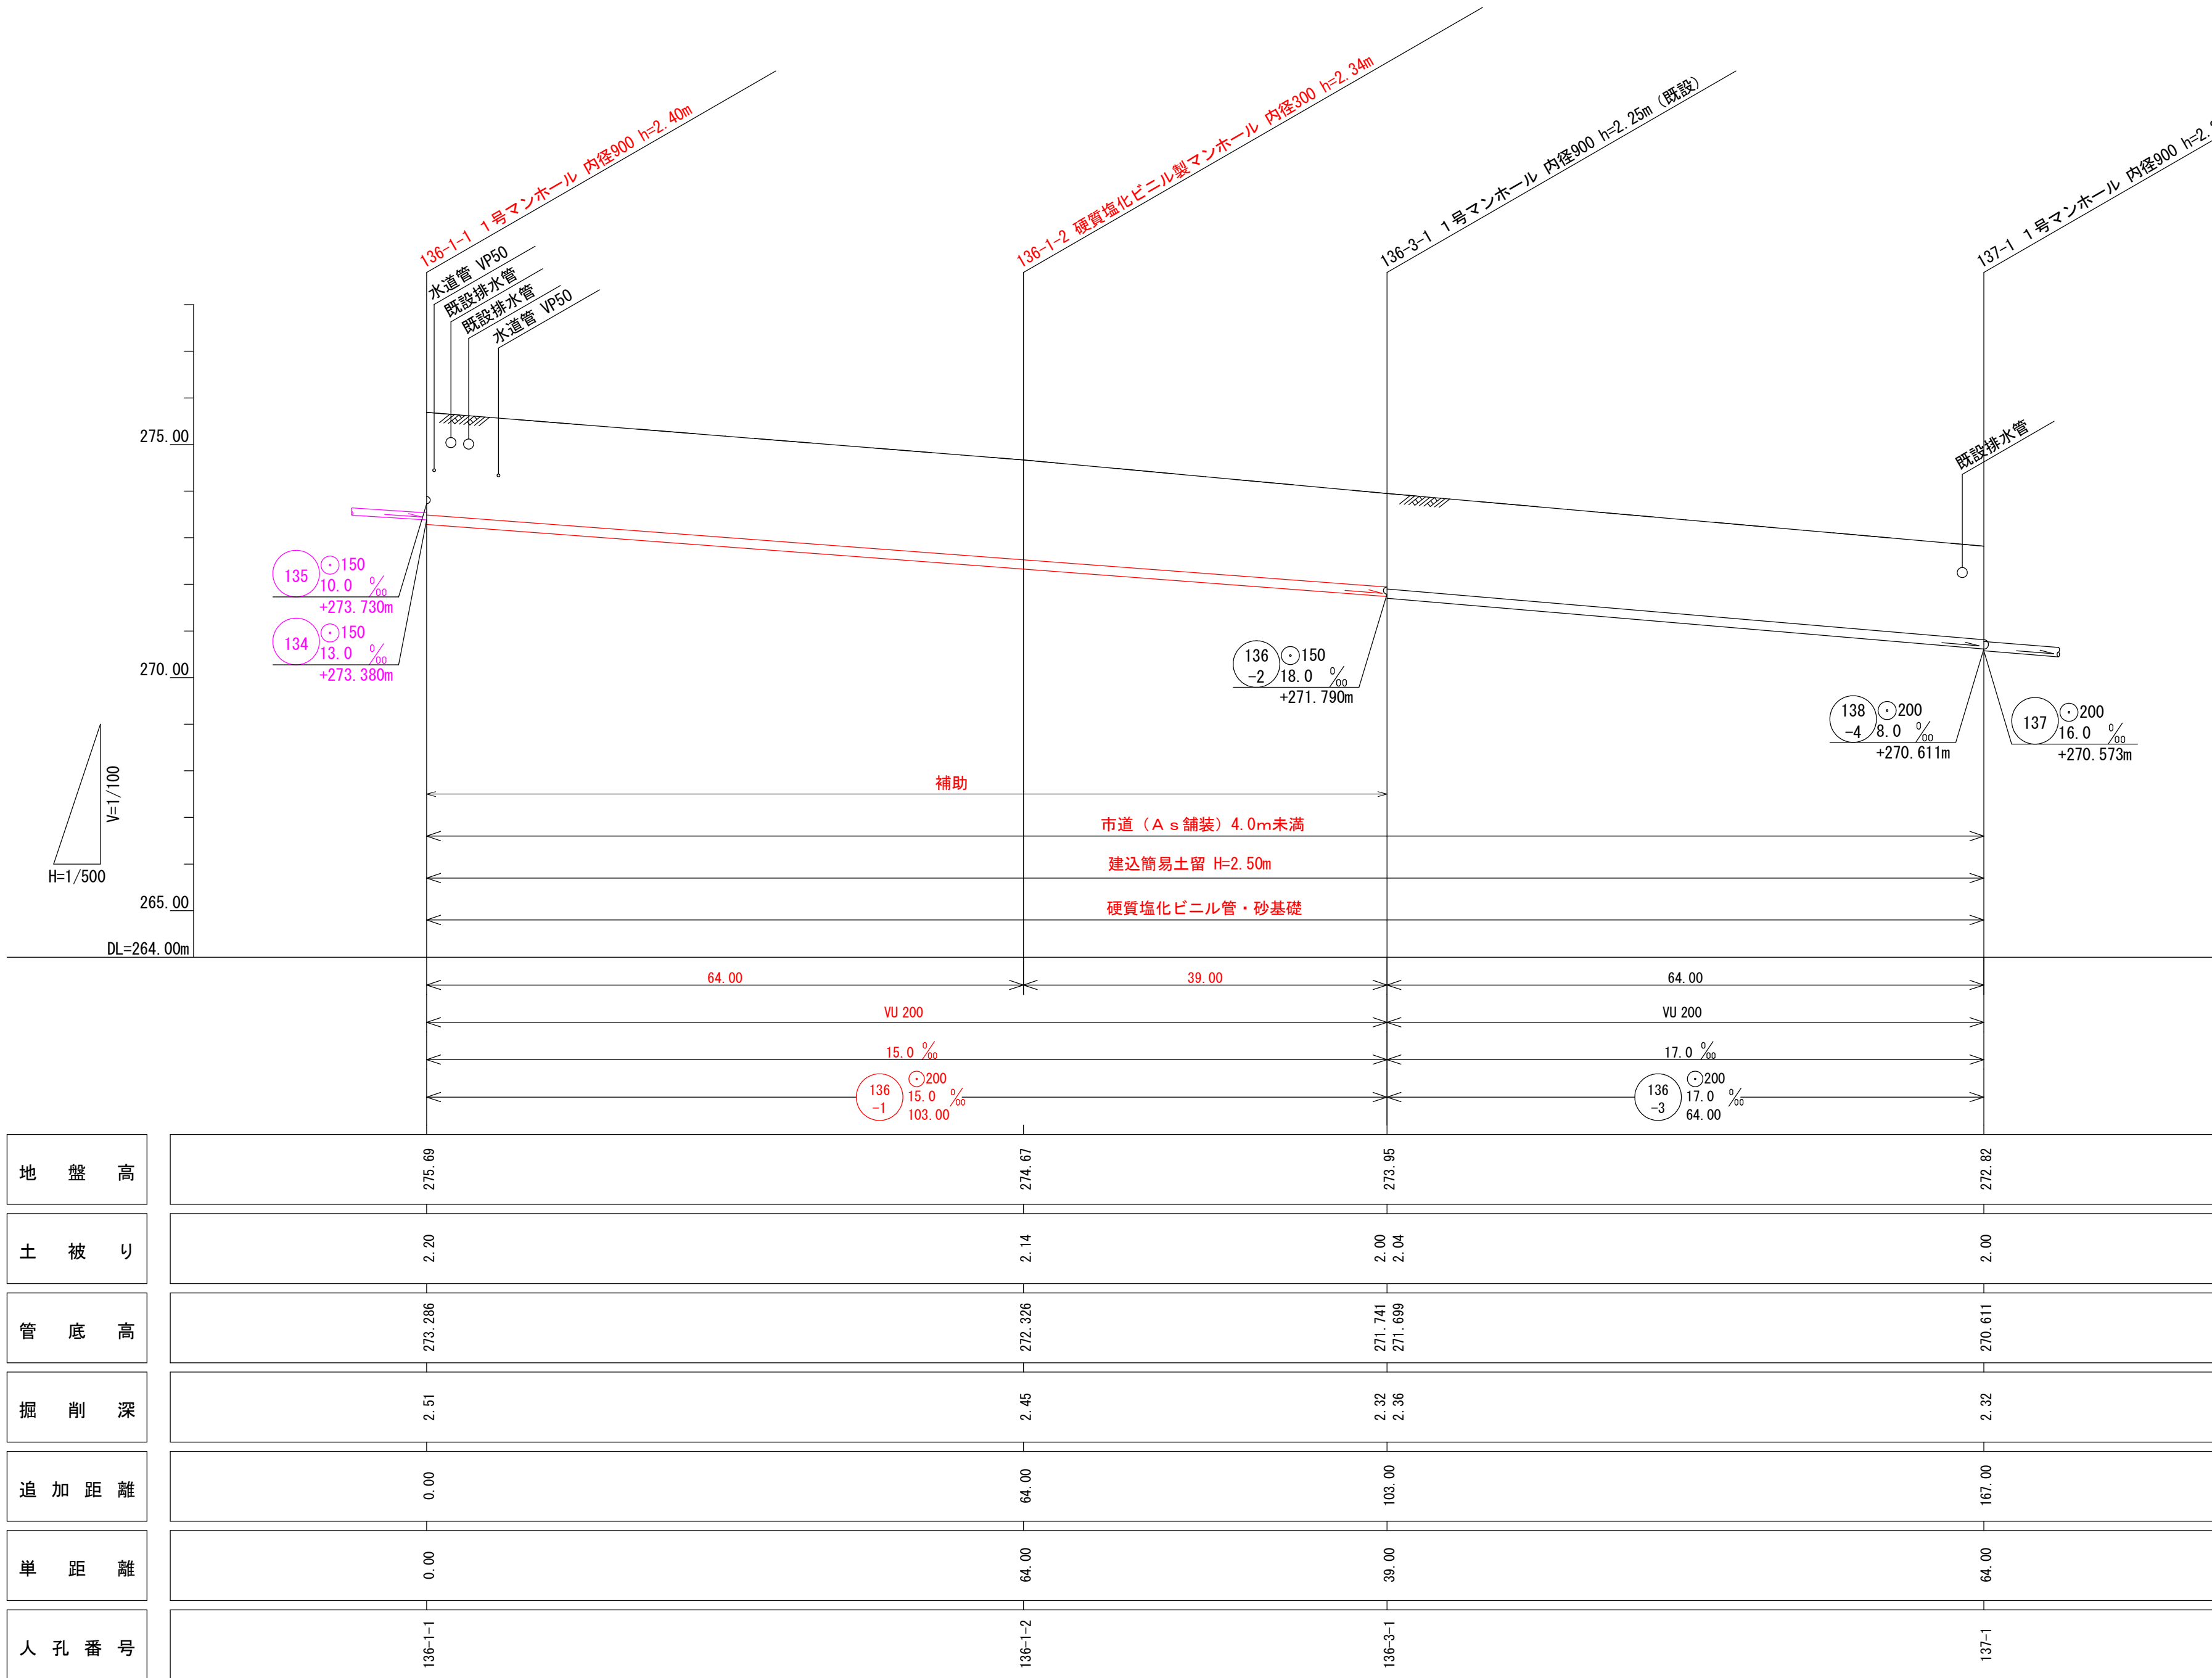 136-1-1 1号マンホール 内径900 h=2.40m
136-1-2 硬質塩化ビニル製マンホール 内径300 h=2.34m
136-3-1 1号マンホール 内径900 h=2.25m(既設)
137-1 1号マンホール 内径900 h=2.
水道管 VP50
既設排水管
既設排水管
水道管 VP50
既設排水管
275.00
270.00
265.00
DL=264.00m
V=1/100
H=1/500
135 150
10.0 ‰
+273.730m
134 150
13.0 ‰
+273.380m
136 150
-2 18.0 ‰
+271.790m
138 200
-4 8.0 ‰
+270.611m
137 200
16.0 ‰
+270.573m
補助
市道(As舗装)4.0m未満
建込簡易土留 H=2.50m
硬質塩化ビニル管・砂基礎
64.00 39.00 64.00
VU 200 VU 200
15.0 ‰ 17.0 ‰
136 200
-1 15.0 ‰
103.00
136 200
-3 17.0 ‰
64.00
地盤高 275.69 274.67 273.95 272.82
土被り 2.20 2.14 2.00 2.04 2.00
管底高 273.286 272.326 271.741 271.699 270.611
掘削深 2.51 2.45 2.32 2.36 2.32
追加距離 0.00 64.00 103.00 167.00
単距離 0.00 64.00 39.00 64.00
人孔番号 136-1-1 136-1-2 136-3-1 137-1